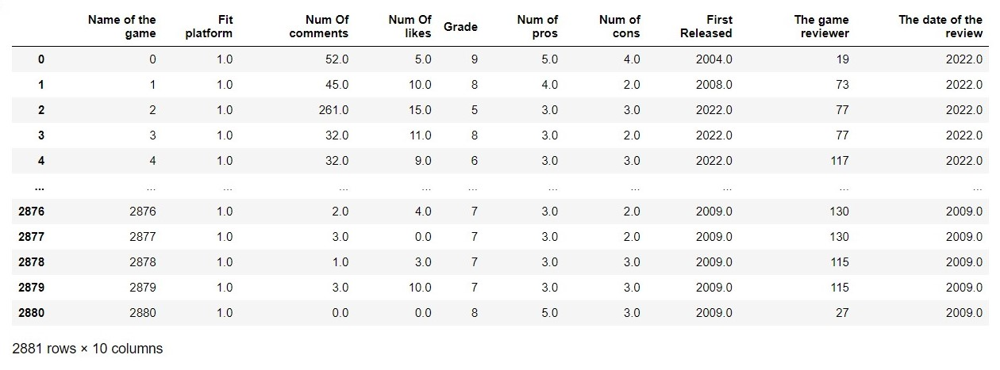 Name of the game Fit platform Num Of comments Num Of likes Grade Num of pros Num of cons First Released The game reviewer The date of the review
0 0 1.0 52.0 5.0 9 5.0 4.0 2004.0 19 2022.0
1 1 1.0 45.0 10.0 8 4.0 2.0 2008.0 73 2022.0
2 2 1.0 261.0 15.0 5 3.0 3.0 2022.0 77 2022.0
3 3 1.0 32.0 11.0 8 3.0 2.0 2022.0 77 2022.0
4 4 1.0 32.0 9.0 6 3.0 3.0 2022.0 117 2022.0
... ... ... ... ... ... ... ... ... ... ...
2876 2876 1.0 2.0 4.0 7 3.0 2.0 2009.0 130 2009.0
2877 2877 1.0 3.0 0.0 7 3.0 2.0 2009.0 130 2009.0
2878 2878 1.0 1.0 3.0 7 3.0 3.0 2009.0 115 2009.0
2879 2879 1.0 3.0 10.0 7 3.0 3.0 2009.0 115 2009.0
2880 2880 1.0 0.0 0.0 8 5.0 3.0 2009.0 27 2009.0
2881 rows × 10 columns